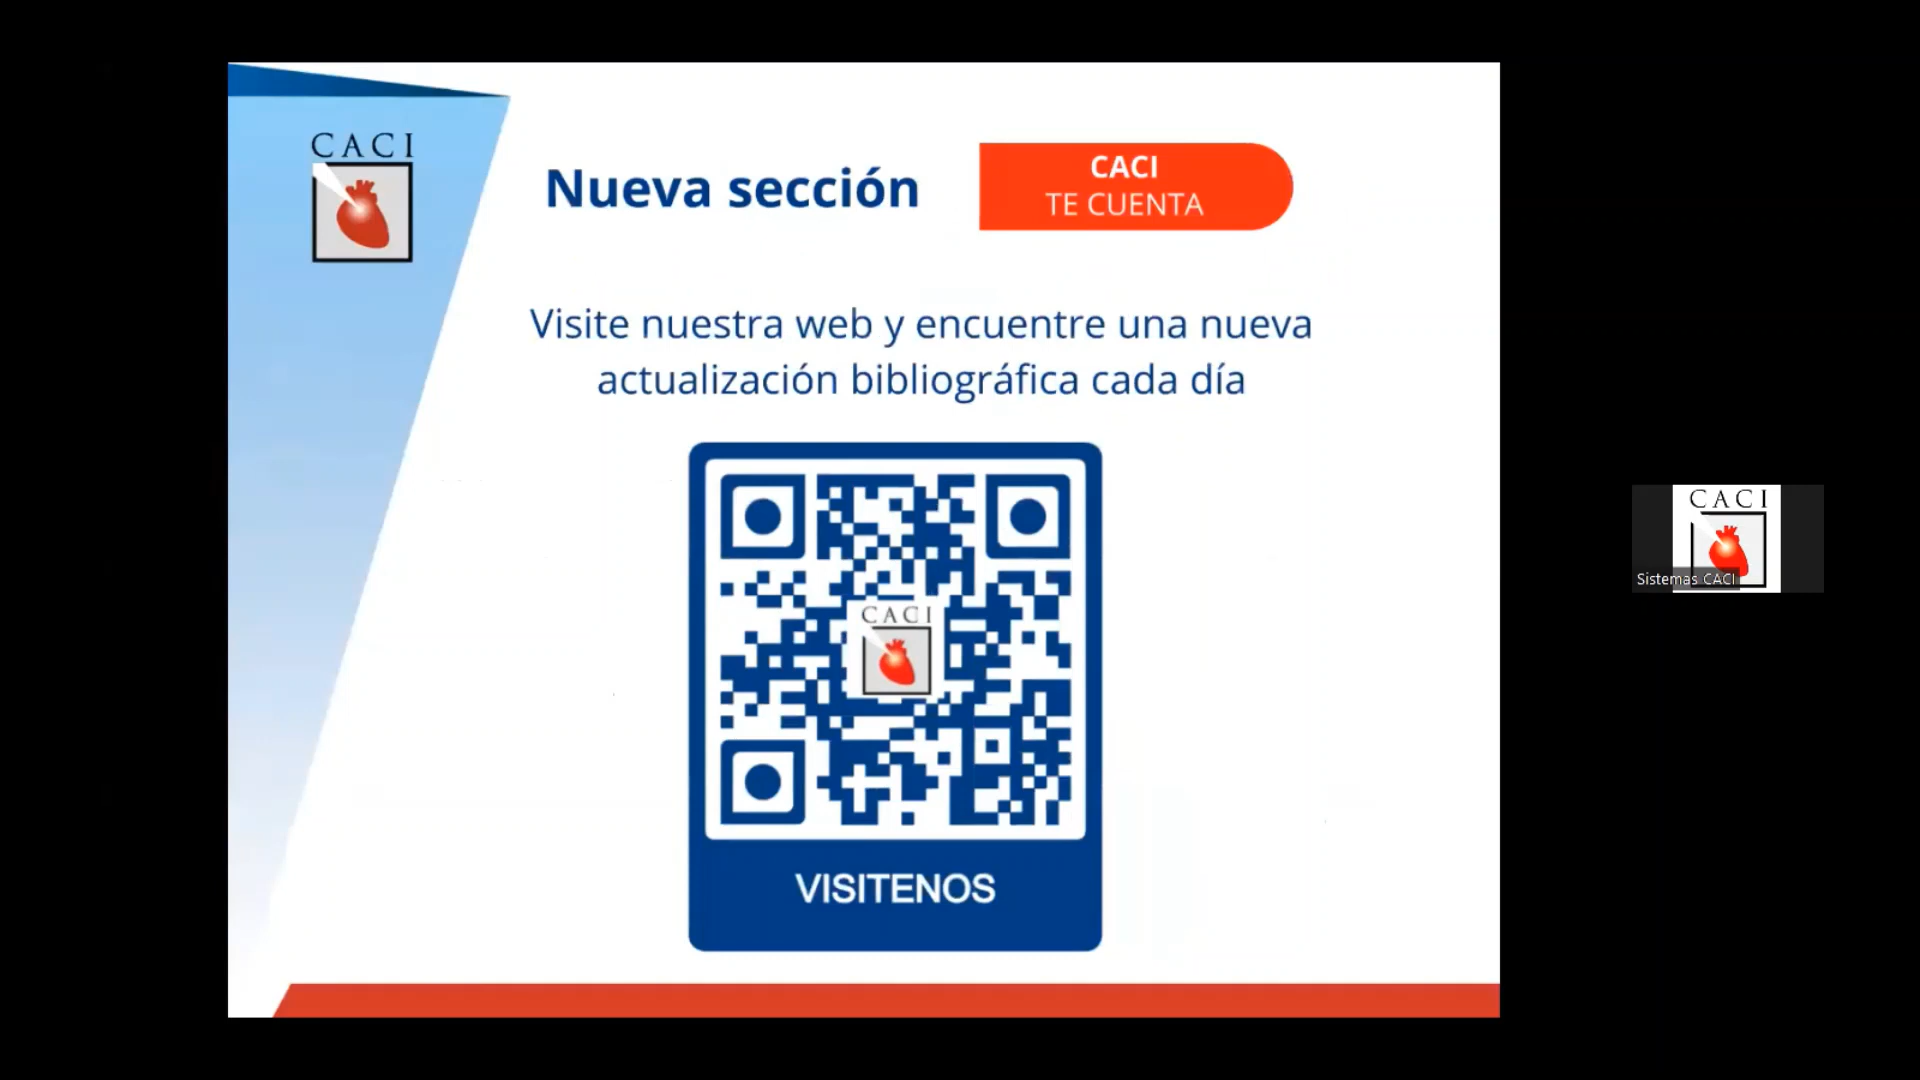 CACI
Nueva sección
CACI
TE CUENTA
Visite nuestra web y encuentre una nueva
actualización bibliográfica cada día
CACI
VISITENOS
CACI
Sistemas CACI